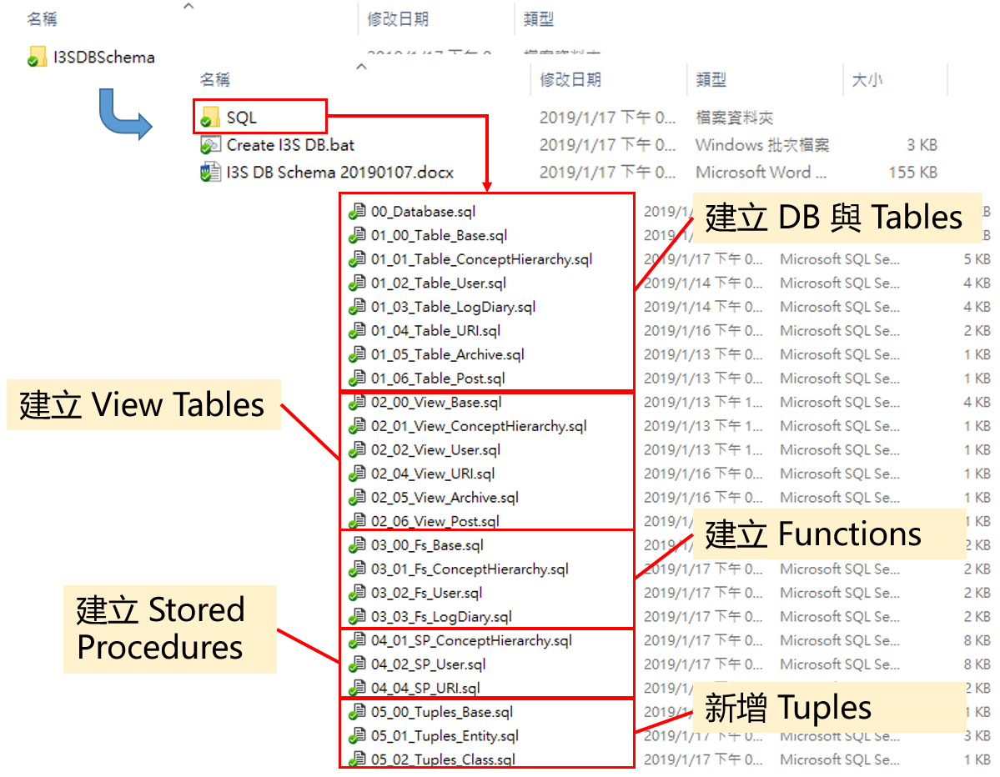 名稱 修改日期 類型
I3SDBSchema
名稱 修改日期 類型 大小
SQL 2019/1/17 下午 0... 檔案資料夾
Create I3S DB.bat 2019/1/17 下午 0... Windows 批次檔案 3 KB
I3S DB Schema 20190107.docx 2019/1/17 下午 0... Microsoft Word ... 155 KB
00_Database.sql 2019/1/
建立 DB 與 Tables
01_00_Table_Base.sql 2019/1/
01_01_Table_ConceptHierarchy.sql 2019/1/17 下午 0... Microsoft SQL Se... 5 KB
01_02_Table_User.sql 2019/1/14 下午 0... Microsoft SQL Se... 4 KB
01_03_Table_LogDiary.sql 2019/1/14 下午 0... Microsoft SQL Se... 4 KB
01_04_Table_URI.sql 2019/1/16 下午 0... Microsoft SQL Se... 2 KB
01_05_Table_Archive.sql 2019/1/13 下午 0... Microsoft SQL Se... 1 KB
01_06_Table_Post.sql 2019/1/13 下午 0... Microsoft SQL Se... 1 KB
建立 View Tables
02_00_View_Base.sql 2019/1/13 下午 1... Microsoft SQL Se... 4 KB
02_01_View_ConceptHierarchy.sql 2019/1/13 下午 1... Microsoft SQL Se... 1 KB
02_02_View_User.sql 2019/1/13 下午 1... Microsoft SQL Se... 1 KB
02_04_View_URI.sql 2019/1/16 下午 0... Microsoft SQL Se... 1 KB
02_05_View_Archive.sql 2019/1/16 下午 0... Microsoft SQL Se... 1 KB
02_06_View_Post.sql 2019/1/ 1 KB
建立 Functions
03_00_Fs_Base.sql 2019/1/ 2 KB
03_01_Fs_ConceptHierarchy.sql 2019/1/17 下午 0... Microsoft SQL Se... 2 KB
03_02_Fs_User.sql 2019/1/17 下午 0... Microsoft SQL Se... 2 KB
03_03_Fs_LogDiary.sql 2019/1/17 下午 0... Microsoft SQL Se... 2 KB
建立 Stored
Procedures
04_01_SP_ConceptHierarchy.sql 2019/1/17 下午 0... Microsoft SQL Se... 8 KB
04_02_SP_User.sql 2019/1/17 下午 0... Microsoft SQL Se... 8 KB
04_04_SP_URI.sql 2019/1/ 2 KB
新增 Tuples
05_00_Tuples_Base.sql 2019/1/ 1 KB
05_01_Tuples_Entity.sql 2019/1/17 下午 0... Microsoft SQL Se... 3 KB
05_02_Tuples_Class.sql 2019/1/17 下午 0... Microsoft SQL Se... 1 KB